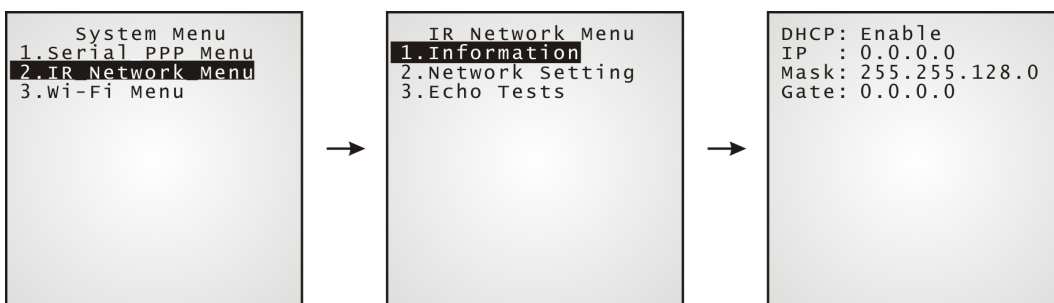 System Menu
1.Serial PPP Menu
2.IR Network Menu
3.Wi-Fi Menu
IR Network Menu
1.Information
2.Network Setting
3.Echo Tests
DHCP: Enable
IP  : 0.0.0.0
Mask: 255.255.128.0
Gate: 0.0.0.0